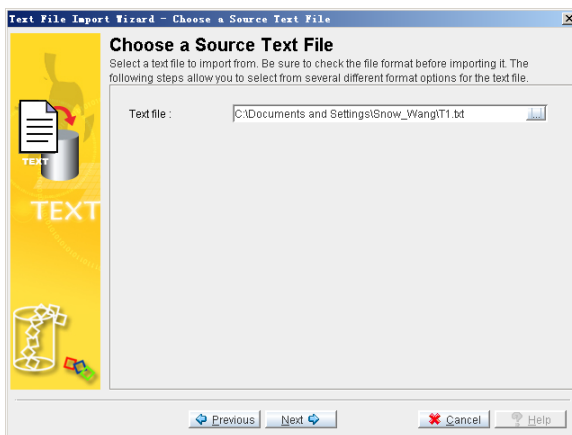 Text File Import Wizard - Choose a Source Text File
Choose a Source Text File
Select a text file to import from. Be sure to check the file format before importing it. The
following steps allow you to select from several different format options for the text file.
Text file :
C:\Documents and Settings\Snow_Wang\T1.txt
...
TEXT
TEXT
Previous
Next
Cancel
Help